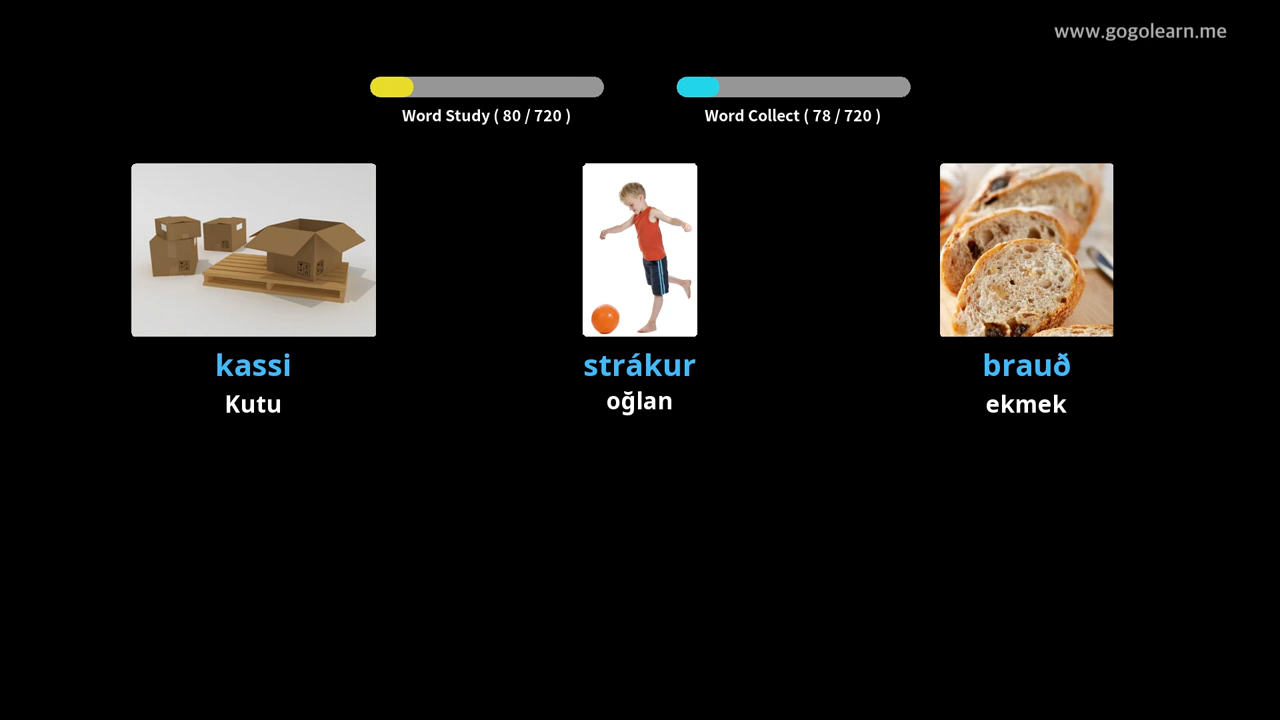 www.gogolearn.me
Word Study ( 80 / 720 )
Word Collect ( 78 / 720 )
kassi
Kutu
strákur
oğlan
brauð
ekmek